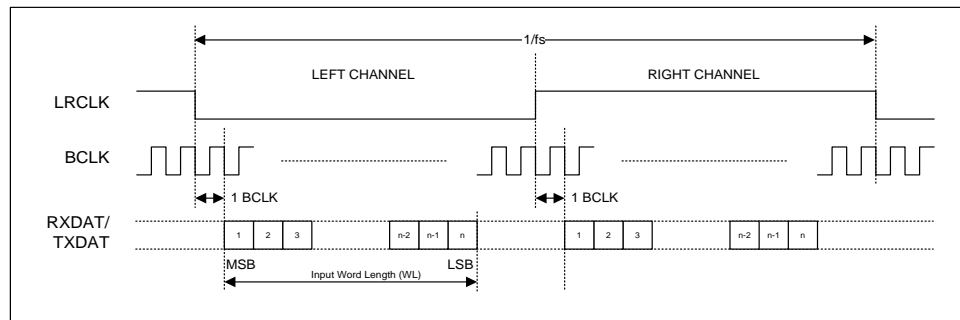 1/fs
LEFT CHANNEL
RIGHT CHANNEL
LRCLK
BCLK
1 BCLK
1 BCLK
RXDAT/
TXDAT
1 2 3 n-2 n-1 n
1 2 3 n-2 n-1 n
MSB
LSB
Input Word Length (WL)